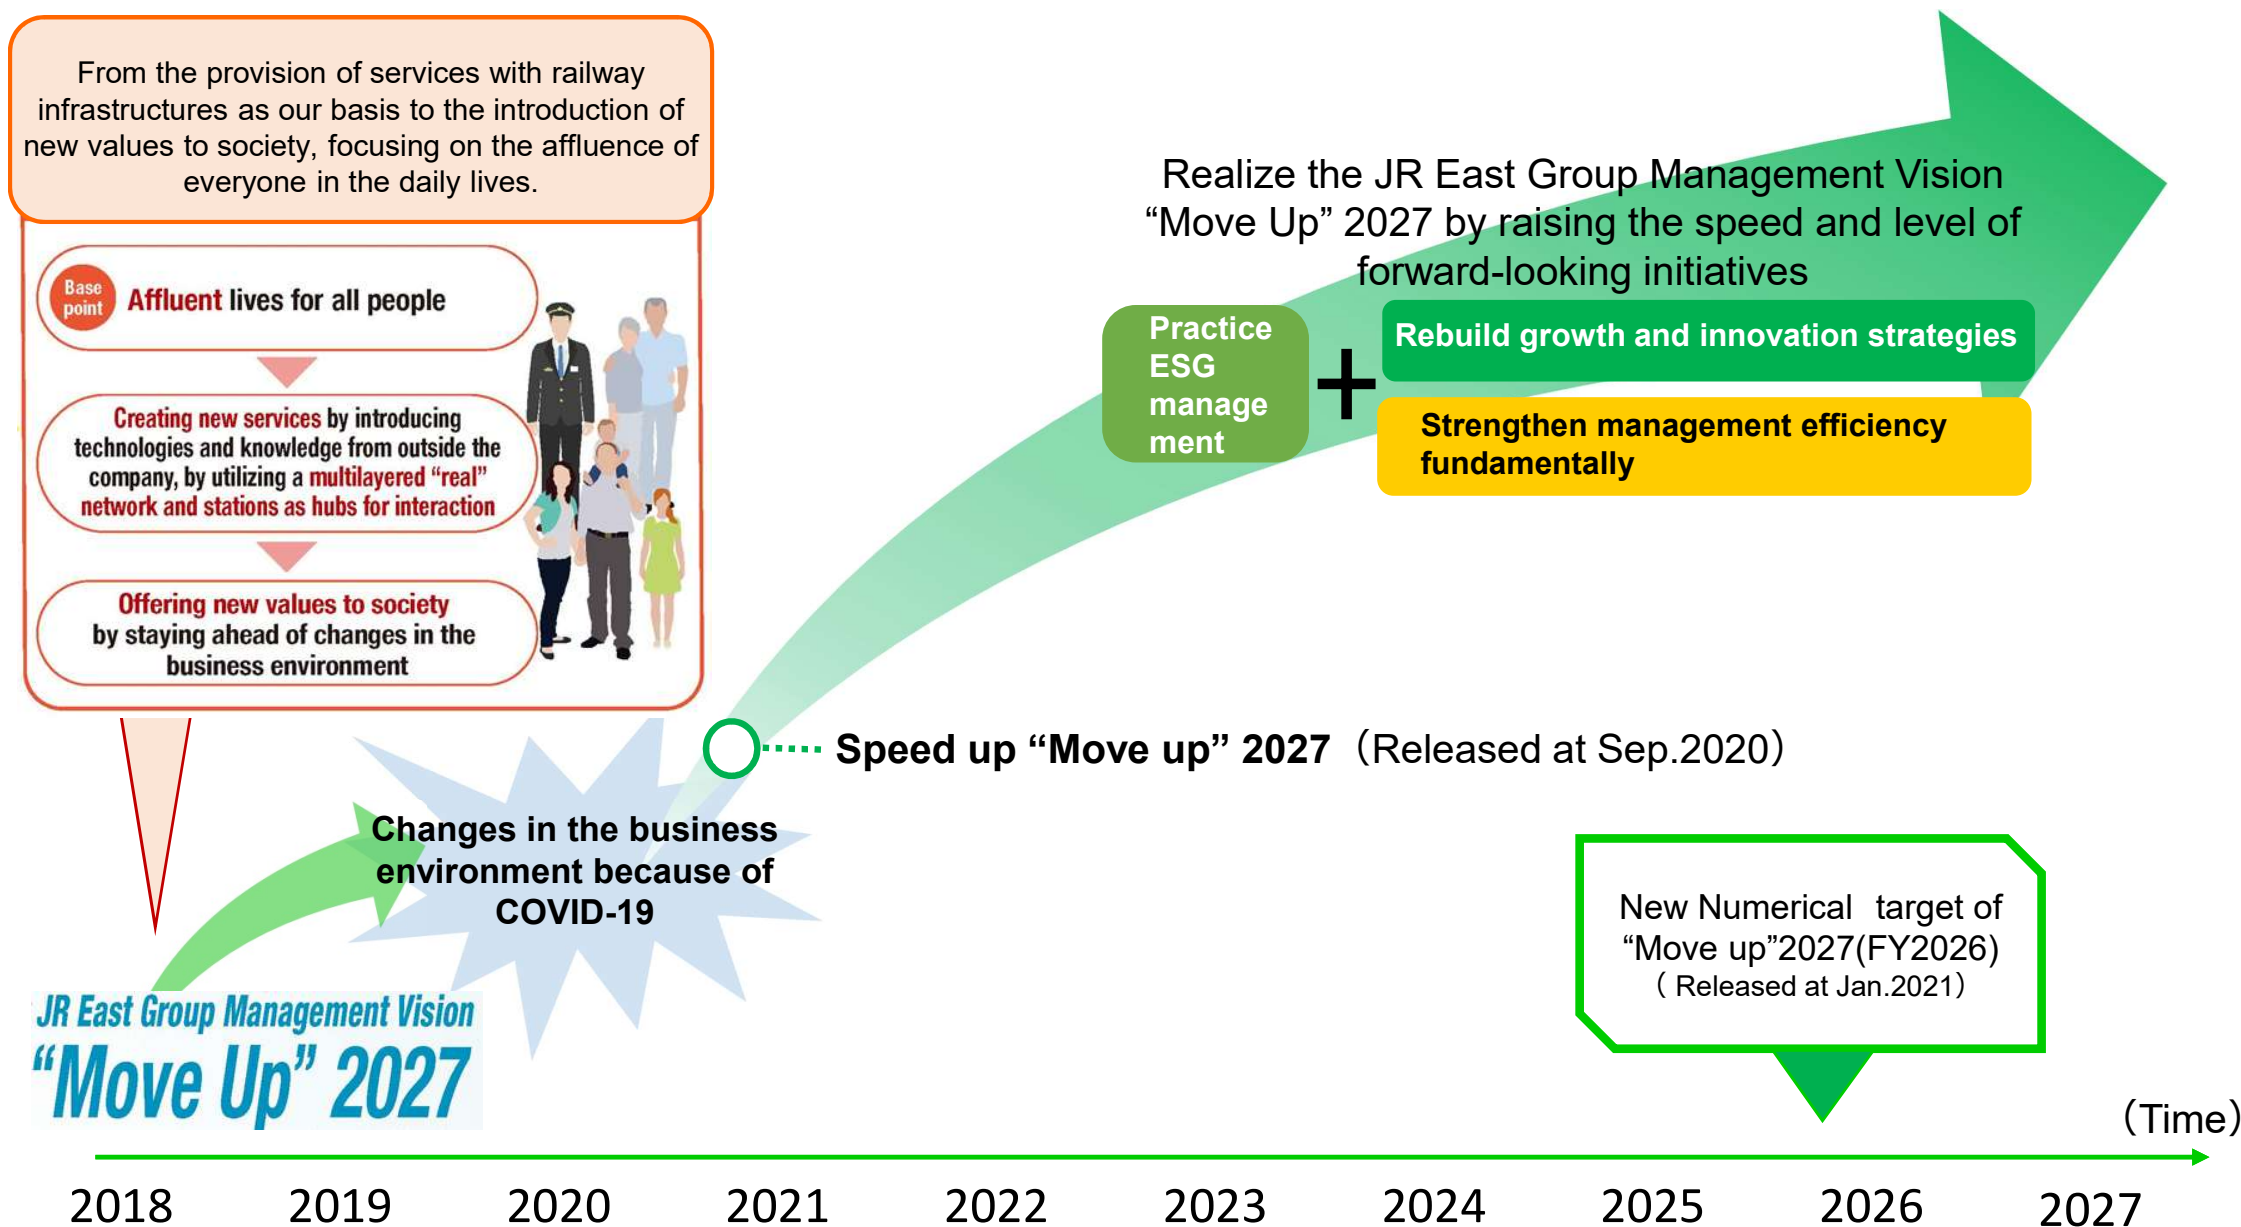 From the provision of services with railway
infrastructures as our basis to the introduction of
new values to society, focusing on the affluence of
everyone in the daily lives.
Base
point
Affluent lives for all people
Creating new services by introducing
technologies and knowledge from outside the
company, by utilizing a multilayered “real”
network and stations as hubs for interaction
Offering new values to society
by staying ahead of changes in the
business environment
Realize the JR East Group Management Vision
“Move Up” 2027 by raising the speed and level of
forward-looking initiatives
Practice
ESG
manage
ment
+
Rebuild growth and innovation strategies
Strengthen management efficiency
fundamentally
Speed up “Move up” 2027（Released at Sep.2020）
Changes in the business
environment because of
COVID-19
JR East Group Management Vision
“Move Up” 2027
New Numerical target of
“Move up”2027(FY2026)
（ Released at Jan.2021）
（Time）
2018 2019 2020 2021 2022 2023 2024 2025 2026 2027